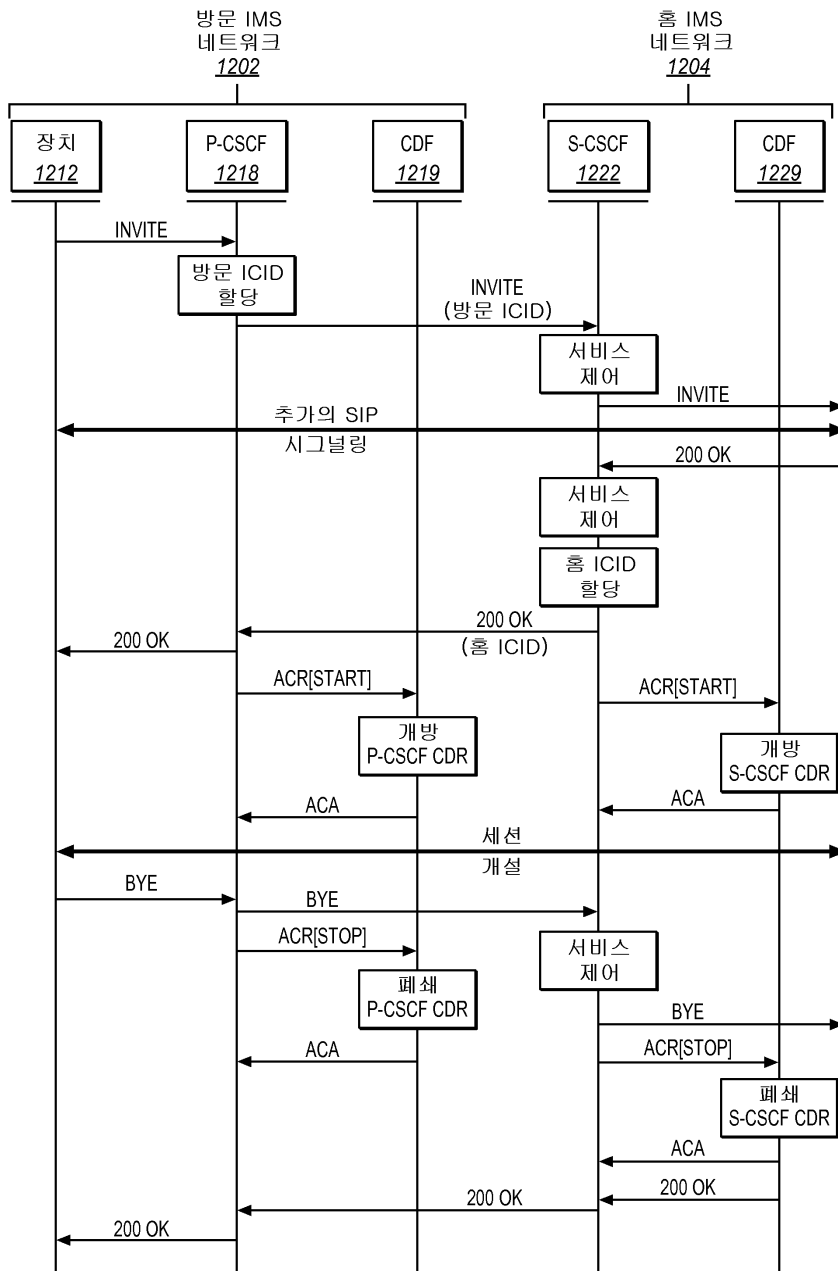 방문 IMS
네트워크
1202
홈 IMS
네트워크
1204
장치
1212
P-CSCF
1218
CDF
1219
S-CSCF
1222
CDF
1229
INVITE
방문 ICID
할당
INVITE
(방문 ICID)
서비스
제어
INVITE
추가의 SIP
시그널링
200 OK
서비스
제어
홈 ICID
할당
200 OK
(홈 ICID)
200 OK
ACR[START]
ACR[START]
개방
P-CSCF CDR
개방
S-CSCF CDR
ACA
ACA
세션
개설
BYE
BYE
ACR[STOP]
서비스
제어
폐쇄
P-CSCF CDR
BYE
ACA
ACR[STOP]
폐쇄
S-CSCF CDR
ACA
200 OK
200 OK
200 OK